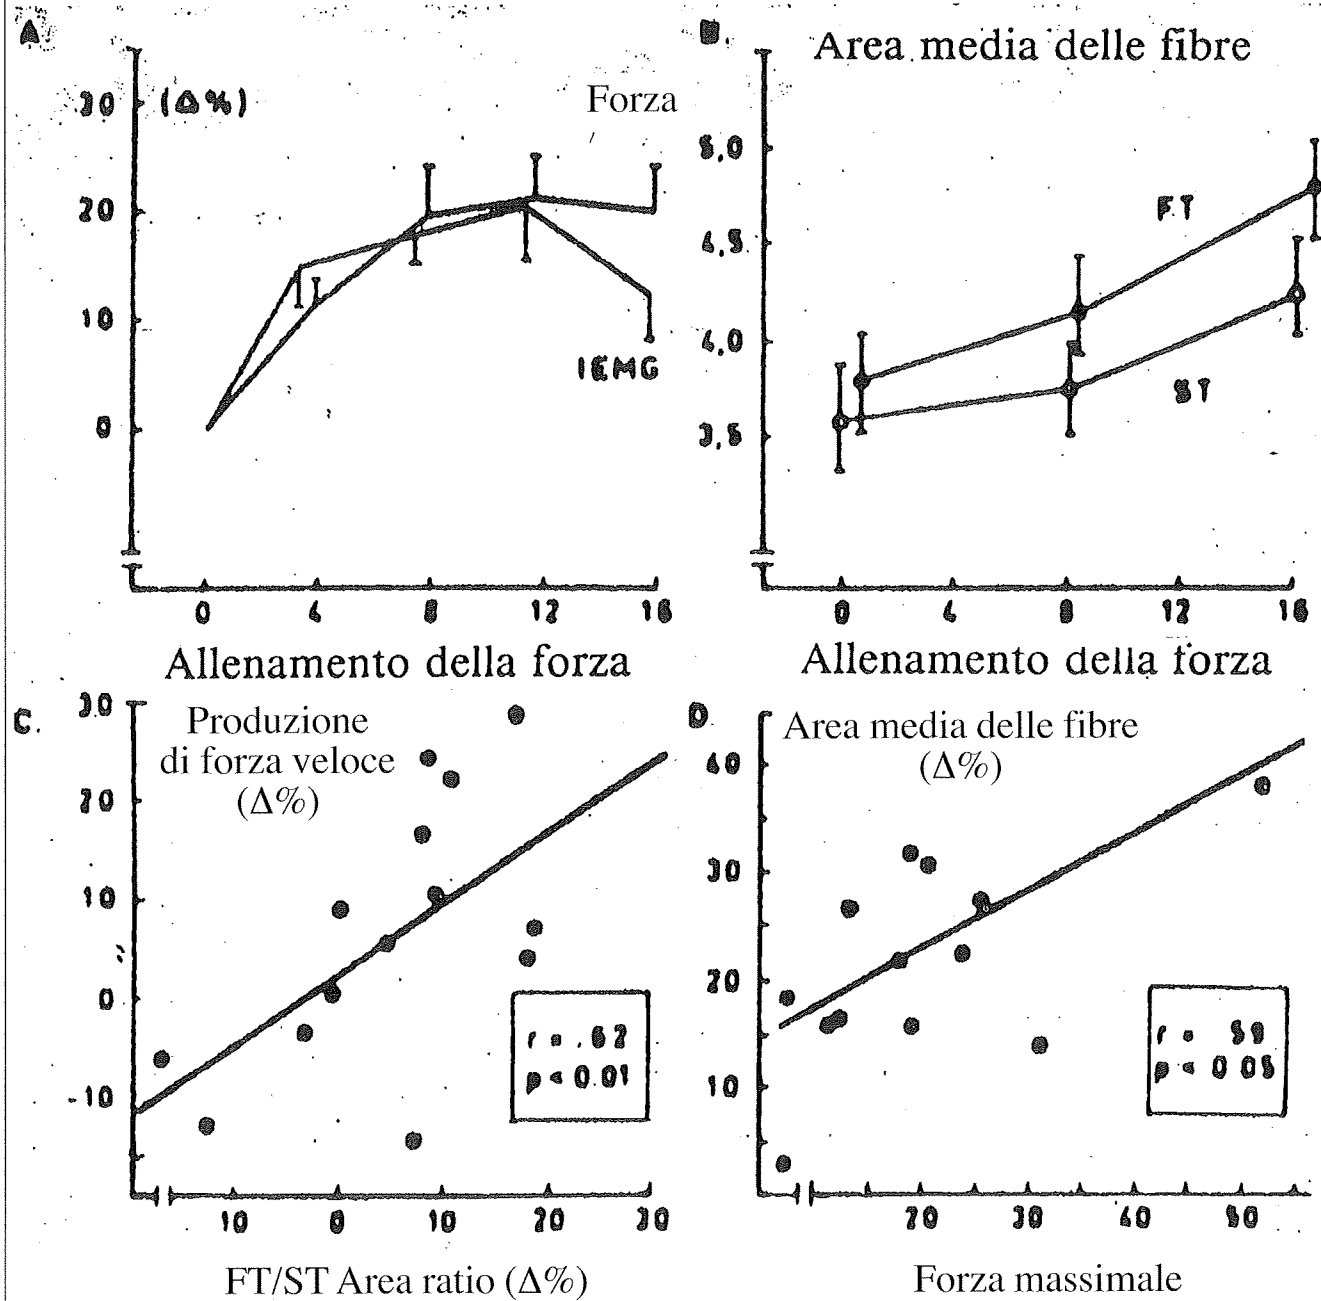 A
(Δ%)
Forza
30
20
10
0
IEMG
0 4 8 12 16
Allenamento della forza
B.
Area media delle fibre
5,0
4,5
4,0
3,5
FT
ST
0 4 8 12 16
Allenamento della forza
C.
Produzione
di forza veloce
(Δ%)
30
20
10
0
-10
r = .62
p < 0.01
10 0 10 20 30
FT/ST Area ratio (Δ%)
D
Area media delle fibre
(Δ%)
40
30
20
10
r = 59
p < 0 05
20 30 40 50
Forza massimale